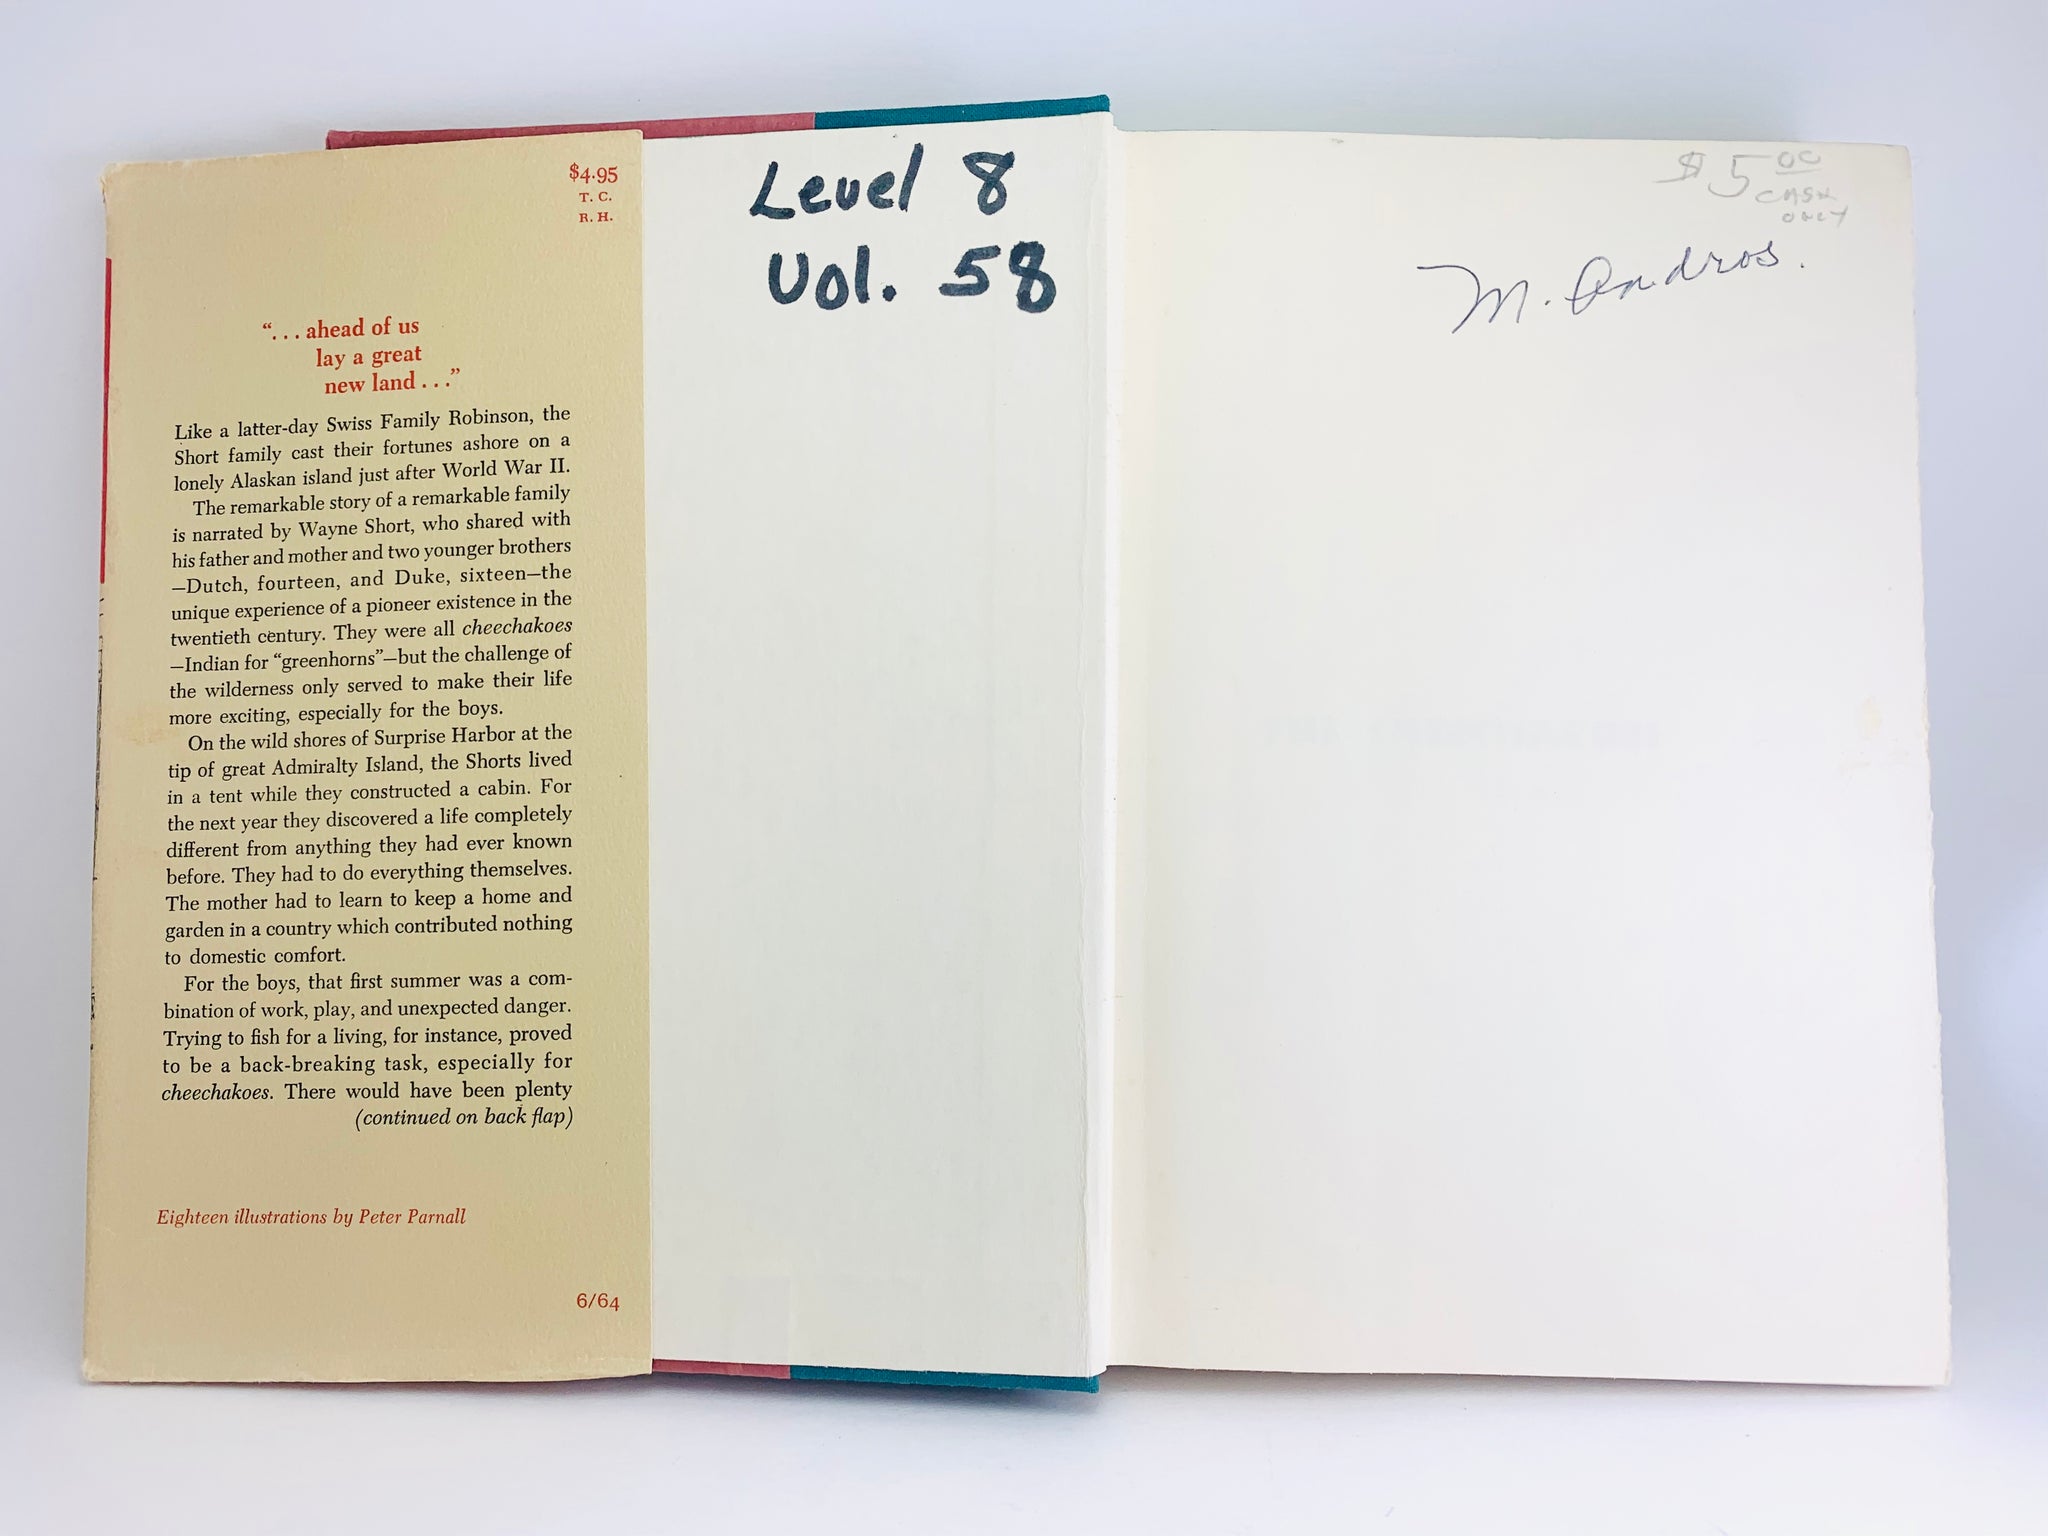 $4.95
T. C.
R. H.
“. . . ahead of us
lay a great
new land . . .”
Like a latter-day Swiss Family Robinson, the
Short family cast their fortunes ashore on a
lonely Alaskan island just after World War II.
The remarkable story of a remarkable family
is narrated by Wayne Short, who shared with
his father and mother and two younger brothers
—Dutch, fourteen, and Duke, sixteen—the
unique experience of a pioneer existence in the
twentieth century. They were all cheechakoes
—Indian for “greenhorns”—but the challenge of
the wilderness only served to make their life
more exciting, especially for the boys.
On the wild shores of Surprise Harbor at the
tip of great Admiralty Island, the Shorts lived
in a tent while they constructed a cabin. For
the next year they discovered a life completely
different from anything they had ever known
before. They had to do everything themselves.
The mother had to learn to keep a home and
garden in a country which contributed nothing
to domestic comfort.
For the boys, that first summer was a com-
bination of work, play, and unexpected danger.
Trying to fish for a living, for instance, proved
to be a back-breaking task, especially for
cheechakoes. There would have been plenty
(continued on back flap)
Eighteen illustrations by Peter Parnall
6/64
Level 8
Vol. 58
$5.00
CASH
ONLY
M. Andros.